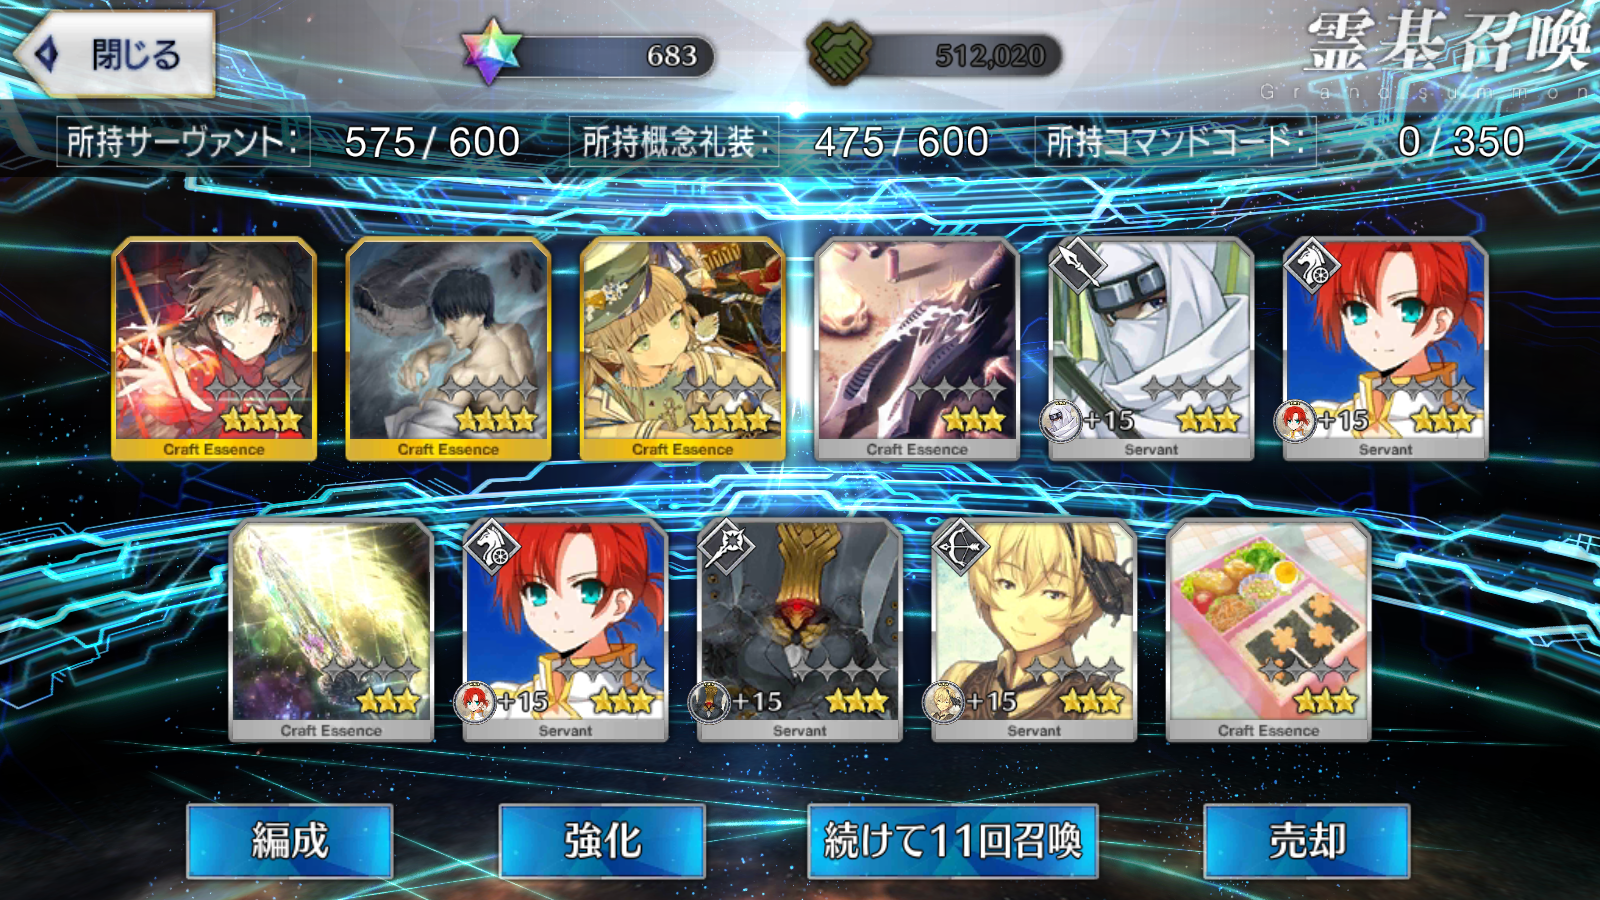 閉じる
683
512,020
霊基召喚
Grand summon
所持サーヴァント: 575 / 600
所持概念礼装: 475 / 600
所持コマンドコード: 0 / 350
Craft Essence
Craft Essence
Craft Essence
Craft Essence
+15
Servant
+15
Servant
Craft Essence
+15
Servant
+15
Servant
+15
Servant
Craft Essence
編成
強化
続けて11回召喚
売却